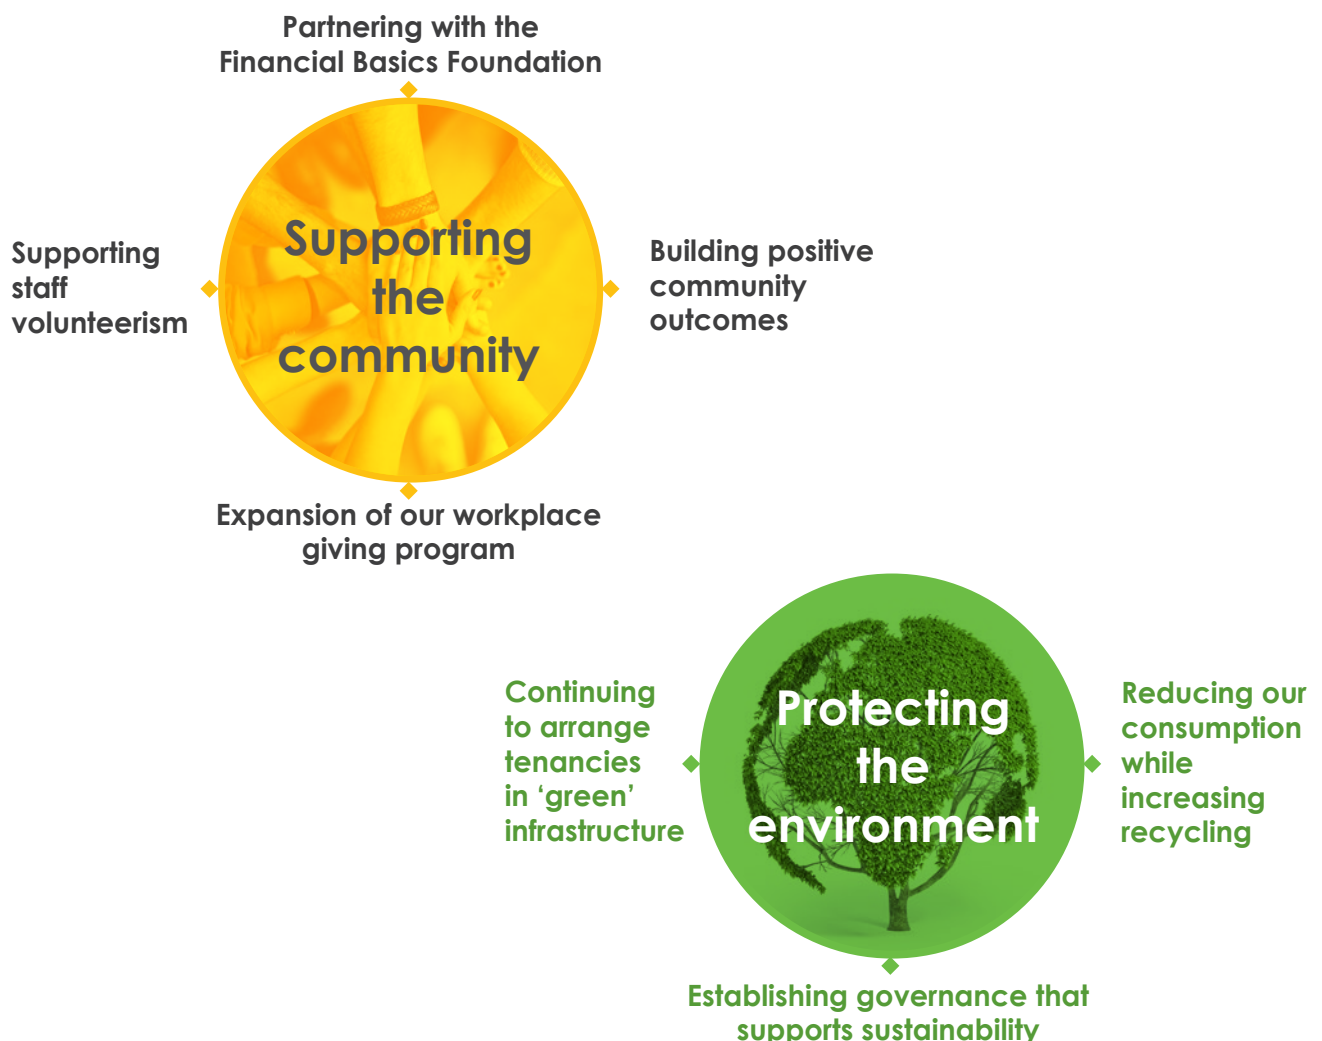 Partnering with the
Financial Basics Foundation
Supporting
staff
volunteerism
Supporting
the
community
Building positive
community
outcomes
Expansion of our workplace
giving program
Continuing
to arrange
tenancies
in ‘green’
infrastructure
Protecting
the
environment
Reducing our
consumption
while
increasing
recycling
Establishing governance that
supports sustainability